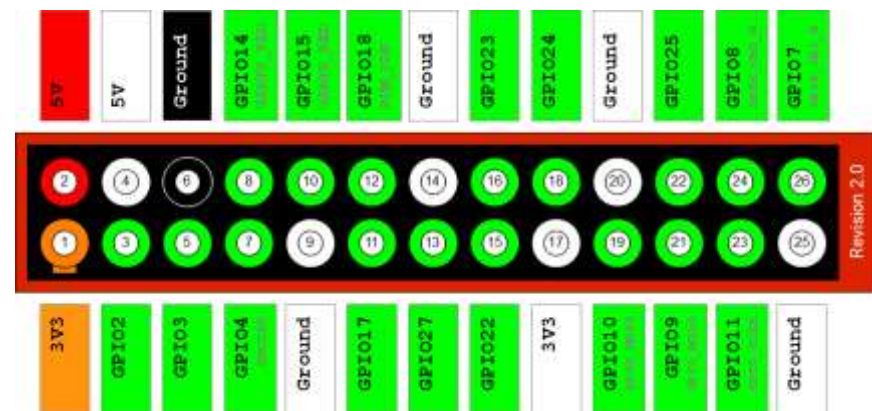 5V
5V
Ground
GPIO14
GPIO15
GPIO18
Ground
GPIO23
GPIO24
Ground
GPIO25
GPIO8
GPIO7
2
4
6
8
10
12
14
16
18
20
22
24
26
1
3
5
7
9
11
13
15
17
19
21
23
25
Revision 2.0
3V3
GPIO2
GPIO3
GPIO4
Ground
GPIO17
GPIO27
GPIO22
3V3
GPIO10
GPIO9
GPIO11
Ground